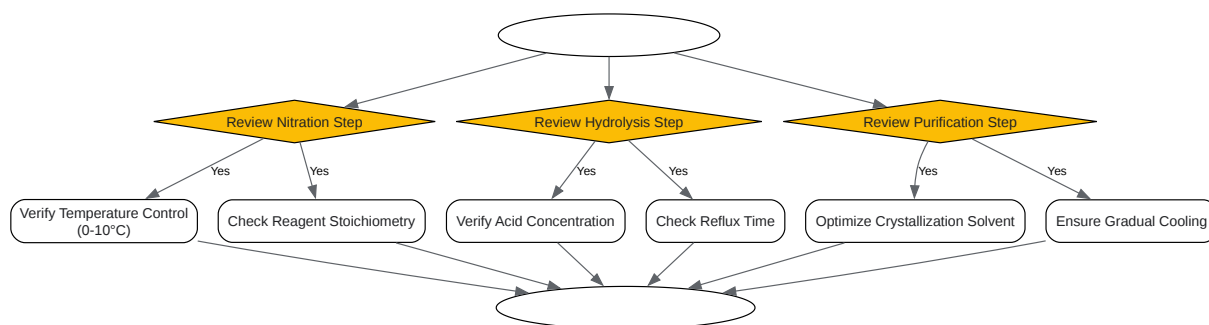 Review Nitration Step
Review Hydrolysis Step
Review Purification Step
Yes
Yes
Yes
Yes
Yes
Yes
Verify Temperature Control
(0-10°C)
Check Reagent Stoichiometry
Verify Acid Concentration
Check Reflux Time
Optimize Crystallization Solvent
Ensure Gradual Cooling